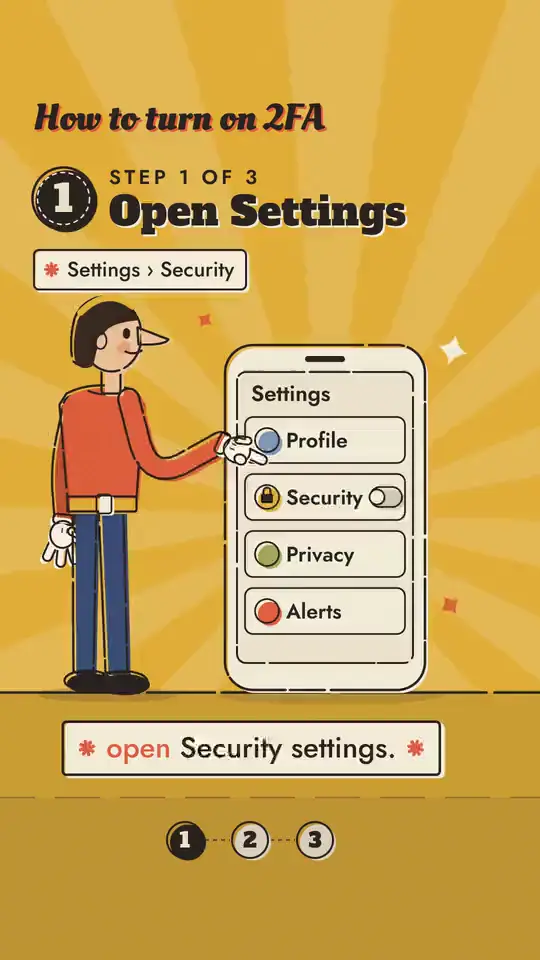 How to turn on 2FA
1
STEP 1 OF 3
Open Settings
* Settings › Security
Settings
Profile
Security
Privacy
Alerts
* open Security settings. *
1 2 3